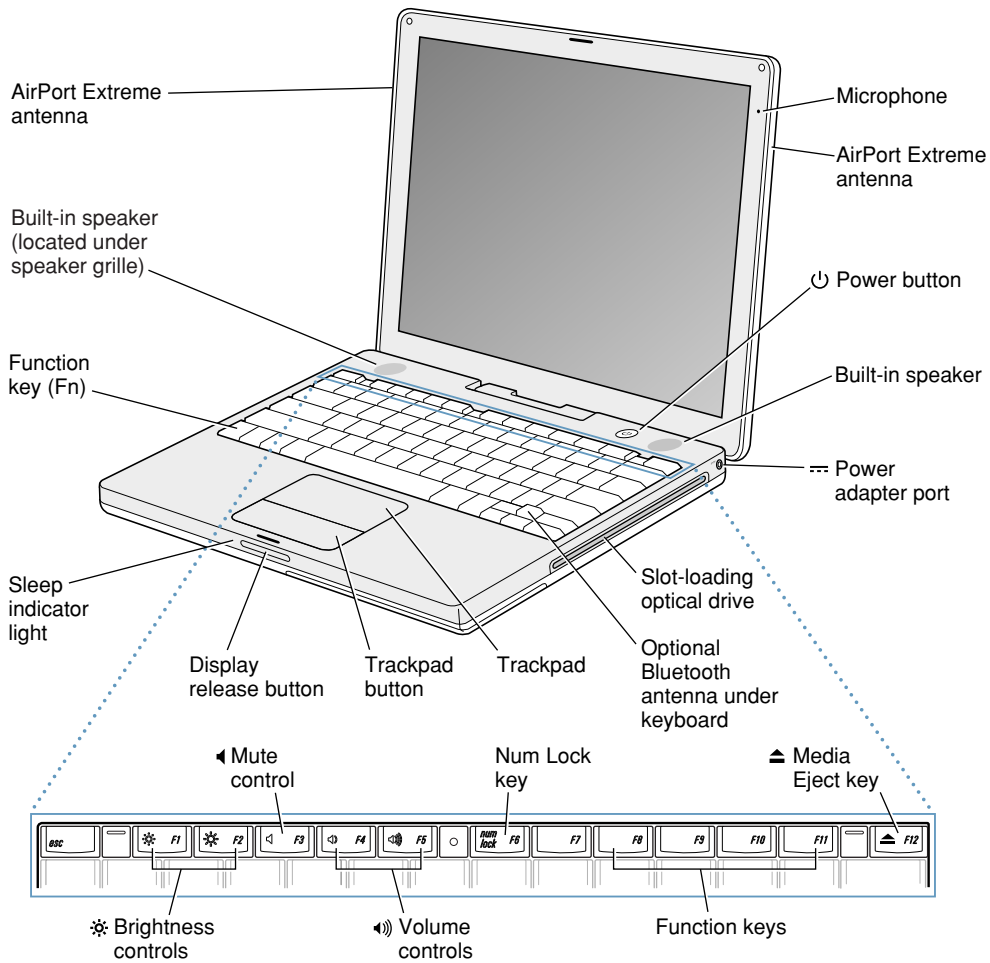 AirPort Extreme
antenna
Microphone
AirPort Extreme
antenna
Built-in speaker
(located under
speaker grille)
Power button
Function
key (Fn)
Built-in speaker
Power
adapter port
Sleep
indicator
light
Slot-loading
optical drive
Display
release button
Trackpad
button
Trackpad
Optional
Bluetooth
antenna under
keyboard
Mute
control
Num Lock
key
Media
Eject key
esc
F1
F2
F3
F4
F5
num
lock
F6
F7
F8
F9
F10
F11
F12
Brightness
controls
Volume
controls
Function keys